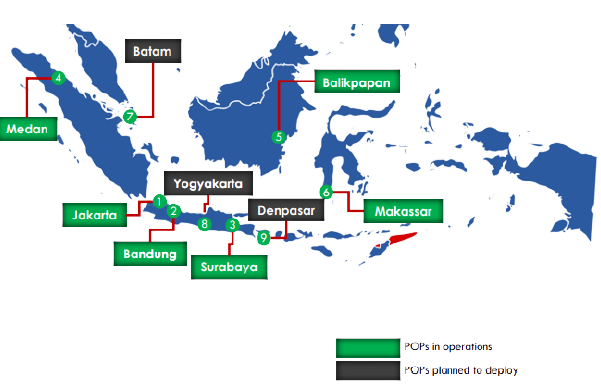 Batam
4
Balikpapan
7
Medan
5
Yogyakarta
6
Jakarta
1
2
Denpasar
Makassar
8
3
9
Bandung
Surabaya
POPs in operations
POPs planned to deploy